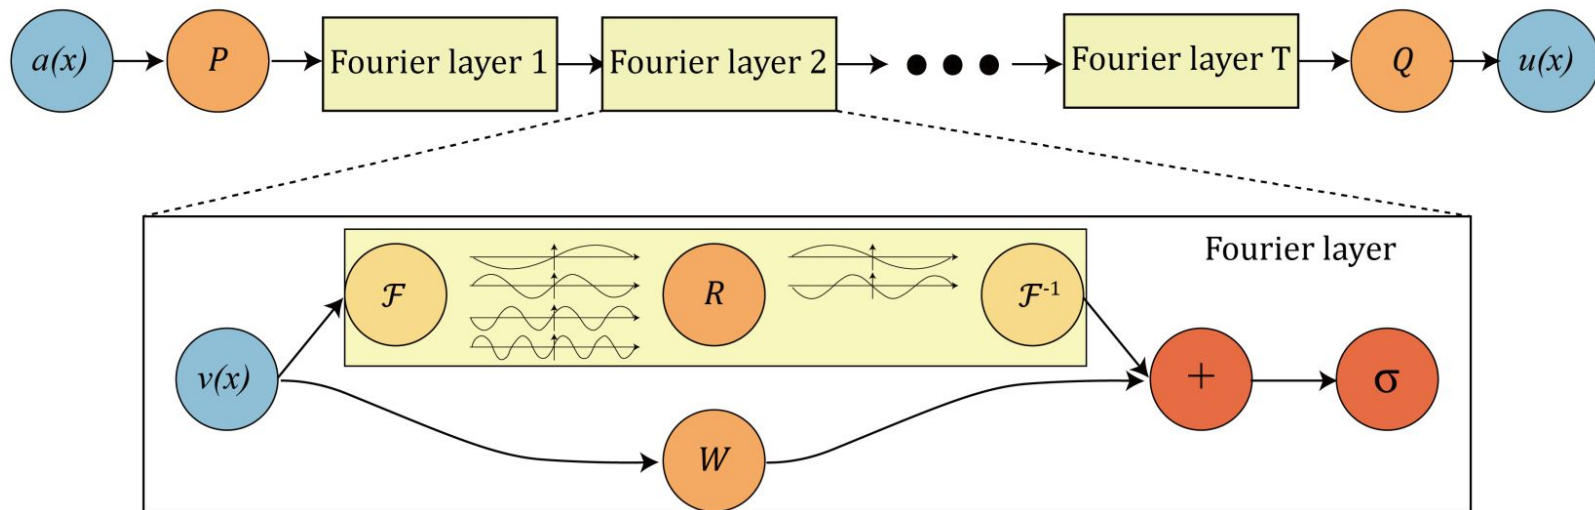 a(x) P Fourier layer 1 Fourier layer 2 Fourier layer T Q u(x)
Fourier layer
ℱ R ℱ⁻¹
v(x) + σ
W